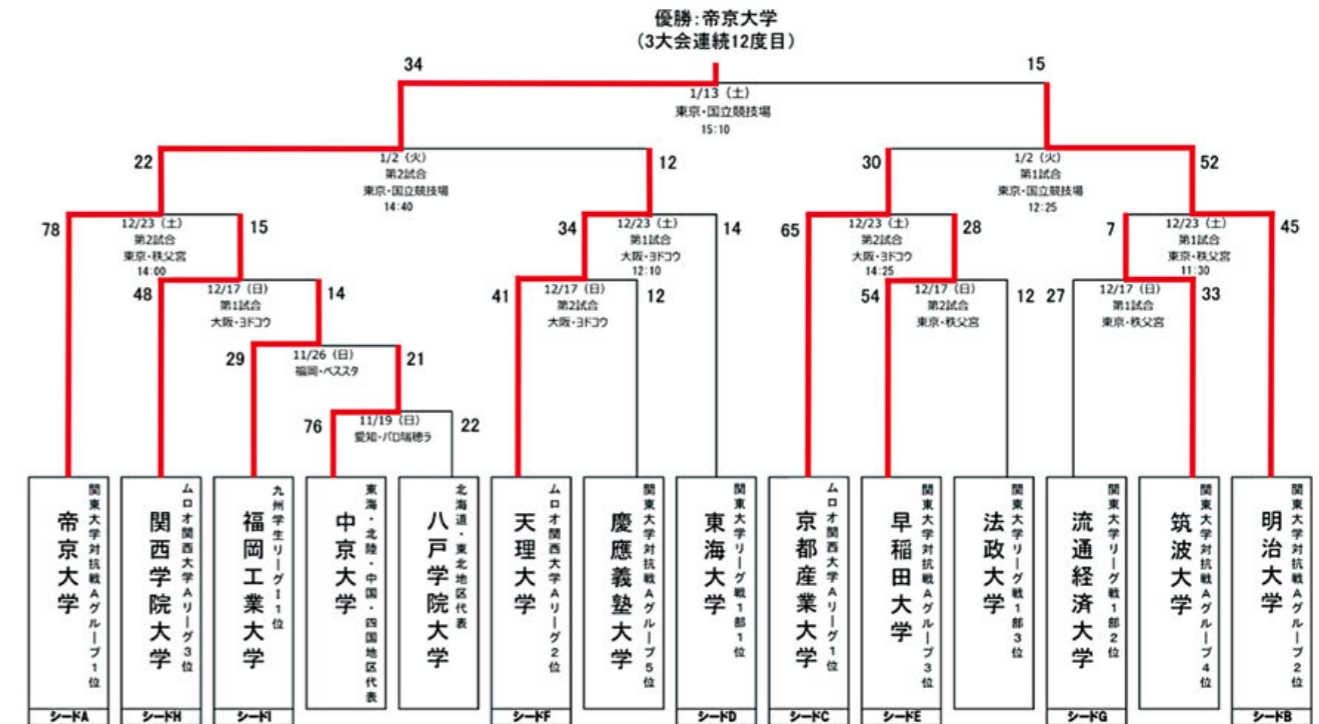 優勝:帝京大学
(3大会連続12度目)
34
15
1/13 (土)
東京・国立競技場
15:10
22
1/2 (火)
第2試合
東京・国立競技場
14:40
12
30
1/2 (火)
第1試合
東京・国立競技場
12:25
52
78
12/23 (土)
第2試合
東京・秩父宮
14:00
15
34
12/23 (土)
第1試合
大阪・ヨドコウ
12:10
14
65
12/23 (土)
第2試合
大阪・ヨドコウ
14:25
28
7
12/23 (土)
第1試合
東京・秩父宮
11:30
45
48
12/17 (日)
第1試合
大阪・ヨドコウ
14
41
12/17 (日)
第2試合
大阪・ヨドコウ
12
54
12/17 (日)
第2試合
東京・秩父宮
12
27
12/17 (日)
第1試合
東京・秩父宮
33
29
11/26 (日)
福岡・ベススタ
21
76
11/19 (日)
愛知・パロ瑞穂ラ
22
関東大学対抗戦Aグループ1位
帝京大学
シードA
ムロオ関西大学Aリーグ3位
関西学院大学
シードH
九州学生リーグⅠ1位
福岡工業大学
シードI
東海・北陸・中国・四国地区代表
中京大学
北海道・東北地区代表
八戸学院大学
ムロオ関西大学Aリーグ2位
天理大学
シードF
関東大学対抗戦Aグループ5位
慶應義塾大学
関東大学リーグ戦1部1位
東海大学
シードD
ムロオ関西大学Aリーグ1位
京都産業大学
シードC
関東大学対抗戦Aグループ3位
早稲田大学
シードE
関東大学リーグ戦1部3位
法政大学
関東大学リーグ戦1部2位
流通経済大学
シードG
関東大学対抗戦Aグループ4位
筑波大学
関東大学対抗戦Aグループ2位
明治大学
シードB